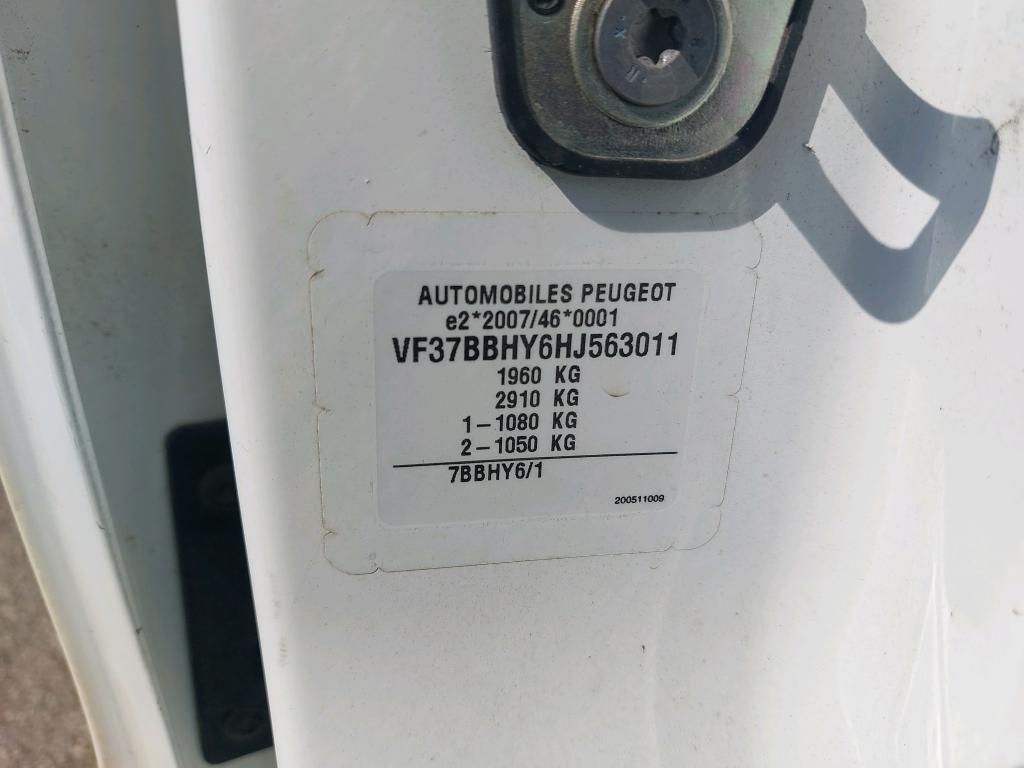 AUTOMOBILES PEUGEOT
e2*2007/46*0001
VF37BBHY6HJ563011
1960 KG
2910 KG
1-1080 KG
2-1050 KG
7BBHY6/1
200511009